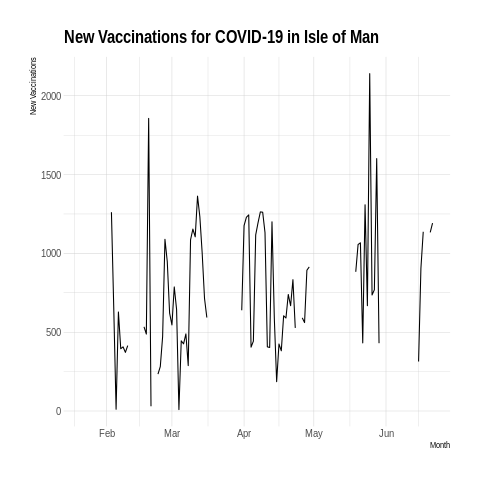 New Vaccinations for COVID-19 in Isle of Man
New Vaccinations
2000
1500
1000
500
0
Feb Mar Apr May Jun
Month